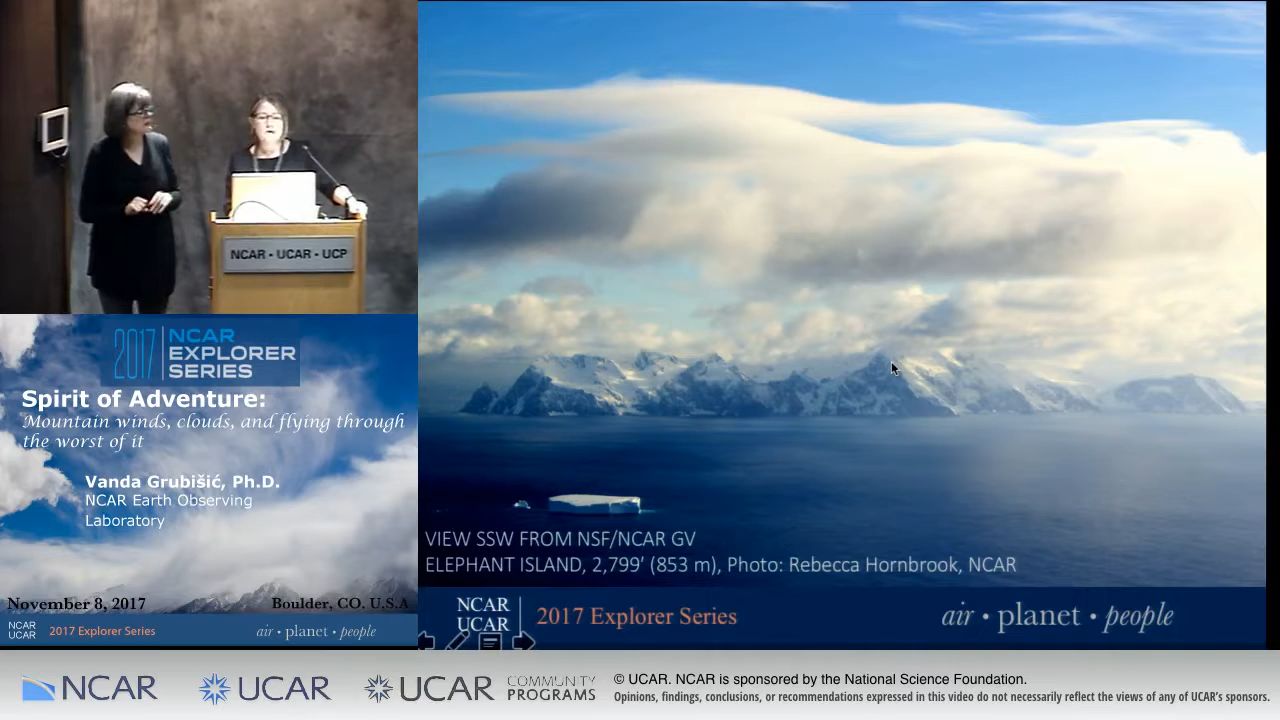 NCAR • UCAR • UCP
2017 NCAR
EXPLORER
SERIES
Spirit of Adventure:
Mountain winds, clouds, and flying through
the worst of it
Vanda Grubišić, Ph.D.
NCAR Earth Observing
Laboratory
November 8, 2017
Boulder, CO. U.S.A
NCAR
UCAR
2017 Explorer Series
air • planet • people
VIEW SSW FROM NSF/NCAR GV
ELEPHANT ISLAND, 2,799’ (853 m), Photo: Rebecca Hornbrook, NCAR
NCAR
UCAR
2017 Explorer Series
air • planet • people
NCAR
UCAR
UCAR
COMMUNITY
PROGRAMS
© UCAR. NCAR is sponsored by the National Science Foundation.
Opinions, findings, conclusions, or recommendations expressed in this video do not necessarily reflect the views of any of UCAR's sponsors.